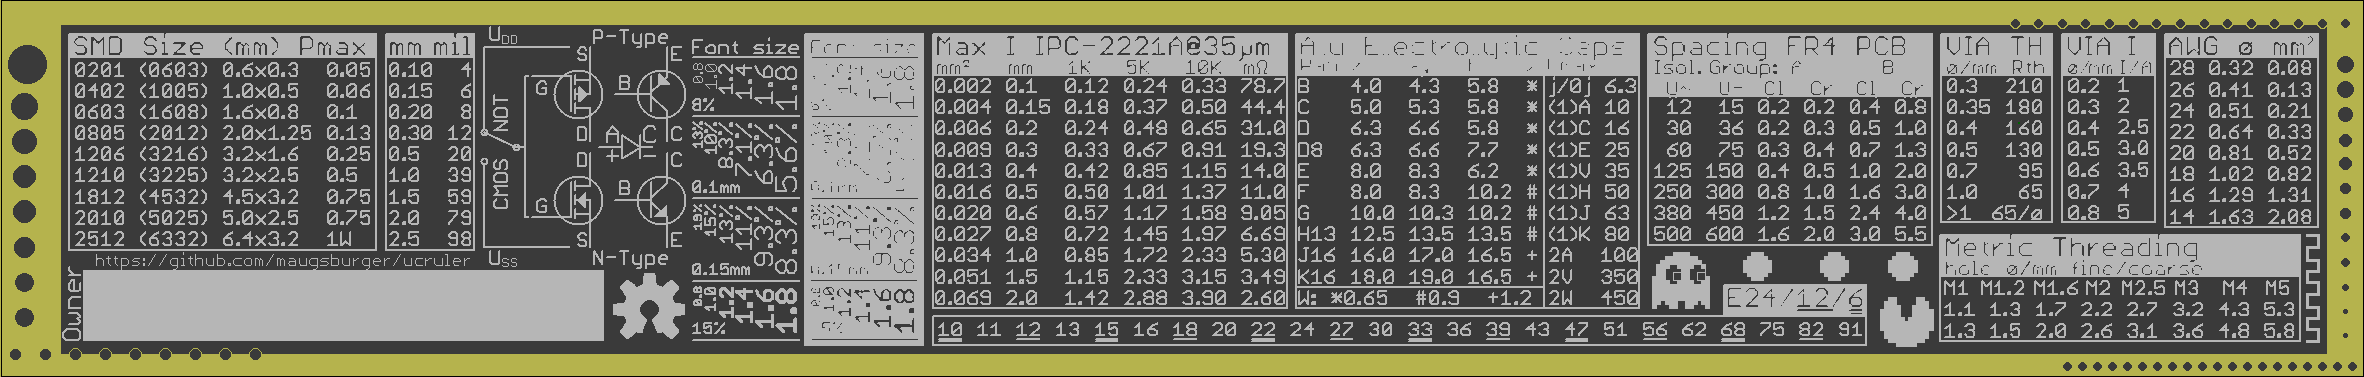 SMD Size (mm) Pmax
0201 (0603) 0.6x0.3 0.05
0402 (1005) 1.0x0.5 0.06
0603 (1608) 1.6x0.8 0.1
0805 (2012) 2.0x1.25 0.13
1206 (3216) 3.2x1.6 0.25
1210 (3225) 3.2x2.5 0.5
1812 (4532) 4.5x3.2 0.75
2010 (5025) 5.0x2.5 0.75
2512 (6332) 6.4x3.2 1W
https://github.com/maugsburger/ucruler
Owner
mm mil
0.10 4
0.15 6
0.20 8
0.30 12
0.5 20
1.0 39
1.5 59
2.0 79
2.5 98
UDD P-Type
S E
G B
NOT D A C C
+ −
CMOS D C
B
G
S E
USS N-Type
Font size
0.8 1.0 1.2 1.4 1.6 1.8
8%
13% 10% 7.1% 6.3% 5.6%
0.1mm
19% 15% 11% 9.3% 8.3%
0.15mm
0.8 1.0 1.2 1.4 1.6 1.8
15%
Font size
Max I IPC-2221A@35µm
mm² mm 1K 5K 10K mΩ
0.002 0.1 0.12 0.24 0.33 78.7
0.004 0.15 0.18 0.37 0.50 44.4
0.006 0.2 0.24 0.48 0.65 31.0
0.009 0.3 0.33 0.67 0.91 19.3
0.013 0.4 0.42 0.85 1.15 14.0
0.016 0.5 0.50 1.01 1.37 11.0
0.020 0.6 0.57 1.17 1.58 9.05
0.027 0.8 0.72 1.45 1.97 6.69
0.034 1.0 0.85 1.72 2.33 5.30
0.051 1.5 1.15 2.33 3.15 3.49
0.069 2.0 1.42 2.88 3.90 2.60
Alu Electrolytic Caps
B 4.0 4.3 5.8 * j/0j 6.3
C 5.0 5.3 5.8 * (1)A 10
D 6.3 6.6 5.8 * (1)C 16
D8 6.3 6.6 7.7 * (1)E 25
E 8.0 8.3 6.2 * (1)V 35
F 8.0 8.3 10.2 # (1)H 50
G 10.0 10.3 10.2 # (1)J 63
H13 12.5 13.5 13.5 # (1)K 80
J16 16.0 17.0 16.5 + 2A 100
K16 18.0 19.0 16.5 + 2V 350
W: *0.65 #0.9 +1.2 2W 450
Spacing FR4 PCB
Isol.Group: A B
U~ U- Cl Cr Cl Cr
12 15 0.2 0.2 0.4 0.8
30 36 0.2 0.3 0.5 1.0
60 75 0.3 0.4 0.7 1.3
125 150 0.4 0.5 1.0 2.0
250 300 0.8 1.0 1.6 3.0
380 450 1.2 1.5 2.4 4.0
500 600 1.6 2.0 3.0 5.5
E24/12/6
10 11 12 13 15 16 18 20 22 24 27 30 33 36 39 43 47 51 56 62 68 75 82 91
VIA TH
ø/mm Rth
0.3 210
0.35 180
0.4 160
0.5 130
0.7 95
1.0 65
>1 65/ø
VIA I
ø/mm I/A
0.2 1
0.3 2
0.4 2.5
0.5 3.0
0.6 3.5
0.7 4
0.8 5
AWG ø mm²
28 0.32 0.08
26 0.41 0.13
24 0.51 0.21
22 0.64 0.33
20 0.81 0.52
18 1.02 0.82
16 1.29 1.31
14 1.63 2.08
Metric Threading
hole ø/mm fine/coarse
M1 M1.2 M1.6 M2 M2.5 M3 M4 M5
1.1 1.3 1.7 2.2 2.7 3.2 4.3 5.3
1.3 1.5 2.0 2.6 3.1 3.6 4.8 5.8